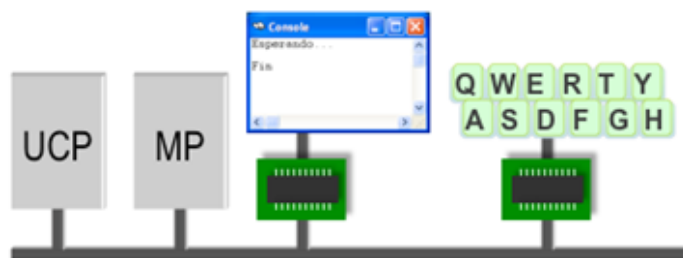 Console
Esperando...
Fin
UCP
MP
QWERTY
ASDFGH